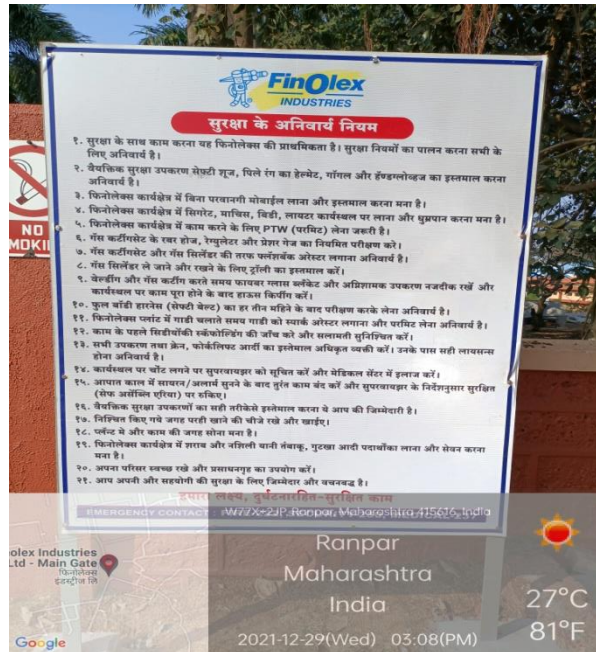 FinOlex
INDUSTRIES
सुरक्षा के अनिवार्य नियम
१. सुरक्षा के साथ काम करना यह फिनोलेक्स की प्राथमिकता है। सुरक्षा नियमों का पालन करना सभी के
लिए अनिवार्य है।
२. वैयक्तिक सुरक्षा उपकरण सेफ्टी शूज, पिले रंग का हेल्मेट, गॉगल और हॅण्डग्लोव्हज का इस्तमाल करना
अनिवार्य है।
३. फिनोलेक्स कार्यक्षेत्र में बिना परवानगी मोबाईल लाना और इस्तमाल करना मना है।
४. फिनोलेक्स कार्यक्षेत्र में सिगरेट, माचिस, बिडी, लायटर कार्यस्थल पर लाना और धुम्रपान करना मना है।
५. फिनोलेक्स कार्यक्षेत्र में काम करने के लिए PTW (परमिट) लेना जरूरी है।
६. गॅस कटींगसेट के रबर होज, रेग्युलेटर और प्रेशर गेज का नियमित परीक्षण करे।
७. गॅस कटींगसेट और गॅस सिलेंडर की तरफ फ्लॅशबॅक अरेस्टर लगाना अनिवार्य है।
८. गॅस सिलेंडर ले जाने और रखने के लिए ट्रॉली का इस्तमाल करें।
९. वेल्डींग और गॅस कटिंग करते समय फायबर ग्लास ब्लॅंकेट और अग्निशामक उपकरण नजदीक रखें और
कार्यस्थल पर काम पूरा होने के बाद हाऊस किपींग करें।
१०. फुल बॉडी हारनेस (सेफ्टी बेल्ट) का हर तीन महिने के बाद परीक्षण करके लेना अनिवार्य है।
११. फिनोलेक्स प्लांट में गाडी चलाते समय गाडी को स्पार्क अरेस्टर लगाना और परमिट लेना अनिवार्य है।
१२. काम के पहले सिडीयोंकी स्कॅफोल्डिंग की जाँच करे और सलामती सुनिश्चित करें।
१३. सभी उपकरण तथा क्रेन, फोर्कलिफ्ट आदी का इस्तेमाल अधिकृत व्यक्ती करें। उनके पास सही लायसन्स
होना अनिवार्य है।
१४. कार्यस्थल पर चोंट लगने पर सुपरवायझर को सूचित करें और मेडिकल सेंटर में इलाज करें।
१५. आपात काल में सायरन/अलार्म सुनने के बाद तुरंत काम बंद करें और सुपरवायझर के निर्देशनुसार सुरक्षित
(सेफ असेंब्लि एरिया) पर रुकिए।
१६. वैयक्तिक सुरक्षा उपकरणों का सही तरीकेसे इस्तेमाल करना ये आप की जिम्मेदारी है।
१७. निश्चित किए गये जगह परही खाने की चीजे रखे और खाईए।
१८. प्लॅन्ट मे और काम की जगह सोना मना है।
१९. फिनोलेक्स कार्यक्षेत्र में शराब और नशिली यानी तंबाकू, गुटखा आदी पदार्थोंका लाना और सेवन करना
मना है।
२०. अपना परिसर स्वच्छ रखे और प्रसाधनगृह का उपयोग करें।
२१. आप अपनी और सहयोगी की सुरक्षा के लिए जिम्मेदार और वचनबद्ध है।
हमारा लक्ष्य, दुर्घटनारहित-सुरक्षित काम
EMERGENCY CONTACT
NO
MOKI
W77X+2JP, Ranpar, Maharashtra 415616, India
Ranpar
Maharashtra
India
2021-12-29(Wed) 03:08(PM)
27°C
81°F
olex Industries
Ltd - Main Gate
फिनोलेक्स
इंडस्ट्रीज लि
Google